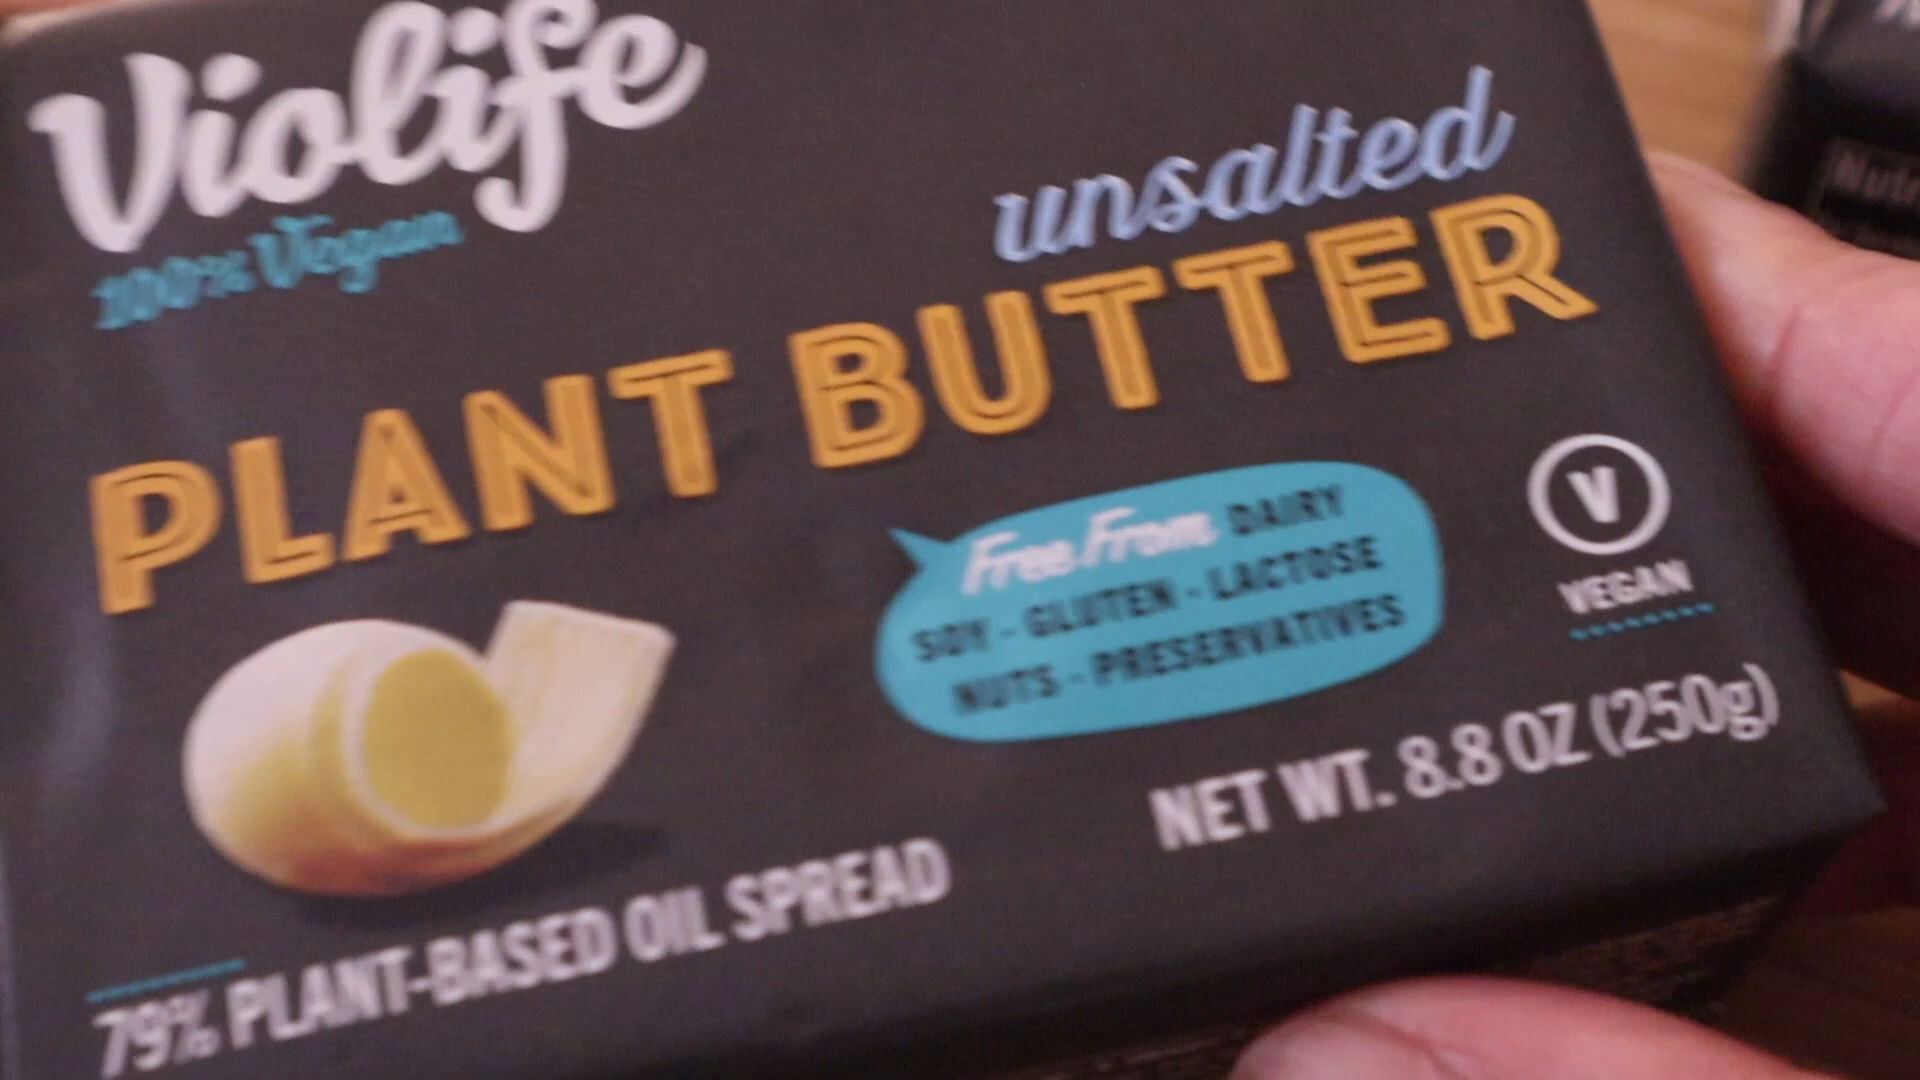 Violife
100% Vegan
unsalted
PLANT BUTTER
Free From DAIRY
SOY - GLUTEN - LACTOSE
NUTS - PRESERVATIVES
V
VEGAN
NET WT. 8.8 OZ (250g)
79% PLANT-BASED OIL SPREAD